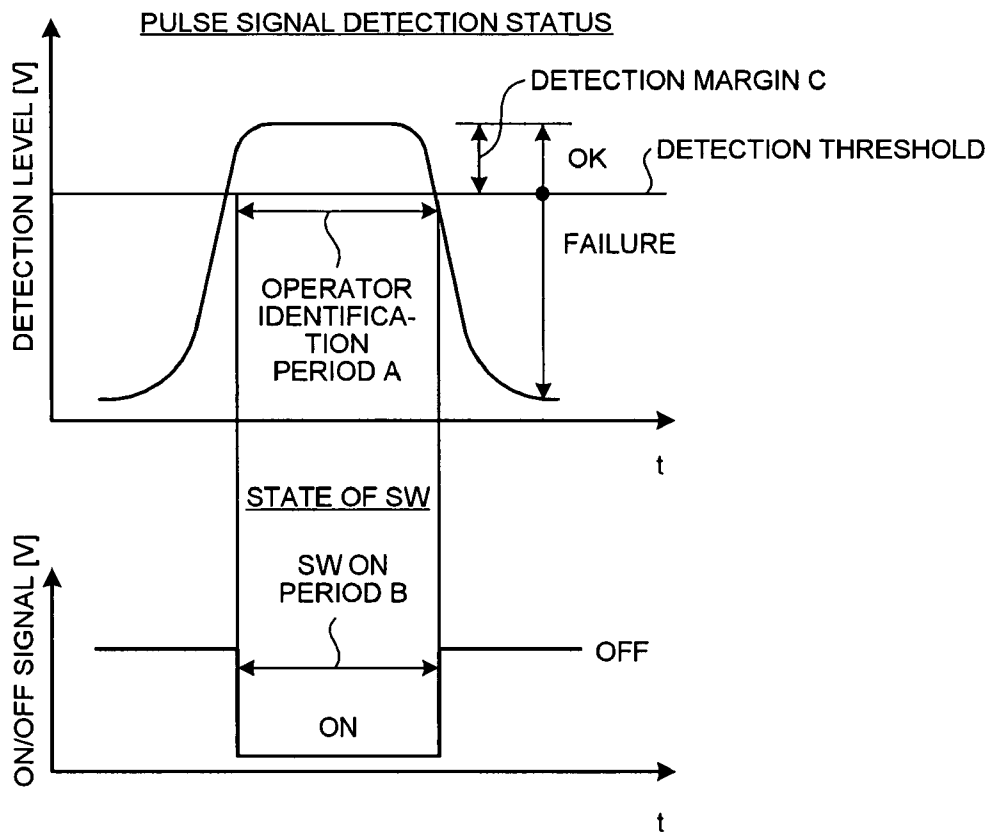 PULSE SIGNAL DETECTION STATUS
DETECTION LEVEL [V]
DETECTION MARGIN C
OK
DETECTION THRESHOLD
FAILURE
OPERATOR
IDENTIFICA-
TION
PERIOD A
t
STATE OF SW
ON/OFF SIGNAL [V]
SW ON
PERIOD B
OFF
ON
t